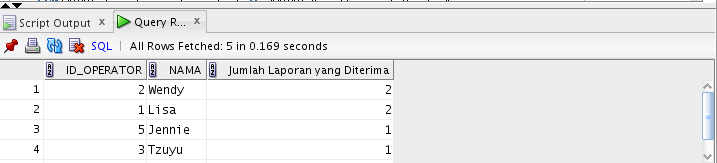 Script Output x Query R... x
SQL | All Rows Fetched: 5 in 0.169 seconds
ID_OPERATOR NAMA Jumlah Laporan yang Diterima
1 2 Wendy 2
2 1 Lisa 2
3 5 Jennie 1
4 3 Tzuyu 1